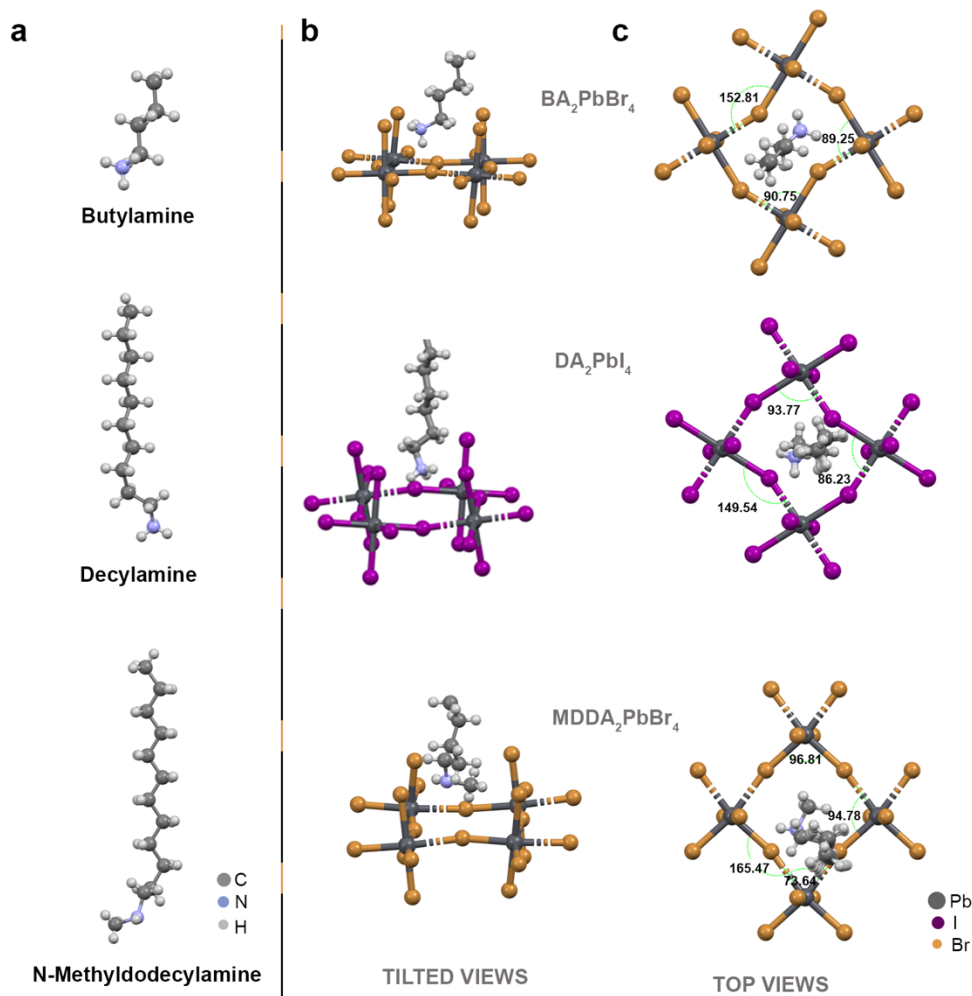 a
b
c
BA₂PbBr₄
152.81
89.25
90.75
Butylamine
DA₂PbI₄
93.77
86.23
149.54
Decylamine
MDDA₂PbBr₄
96.81
94.78
165.47
73.64
C
N
H
Pb
I
Br
N-Methyldodecylamine
TILTED VIEWS
TOP VIEWS